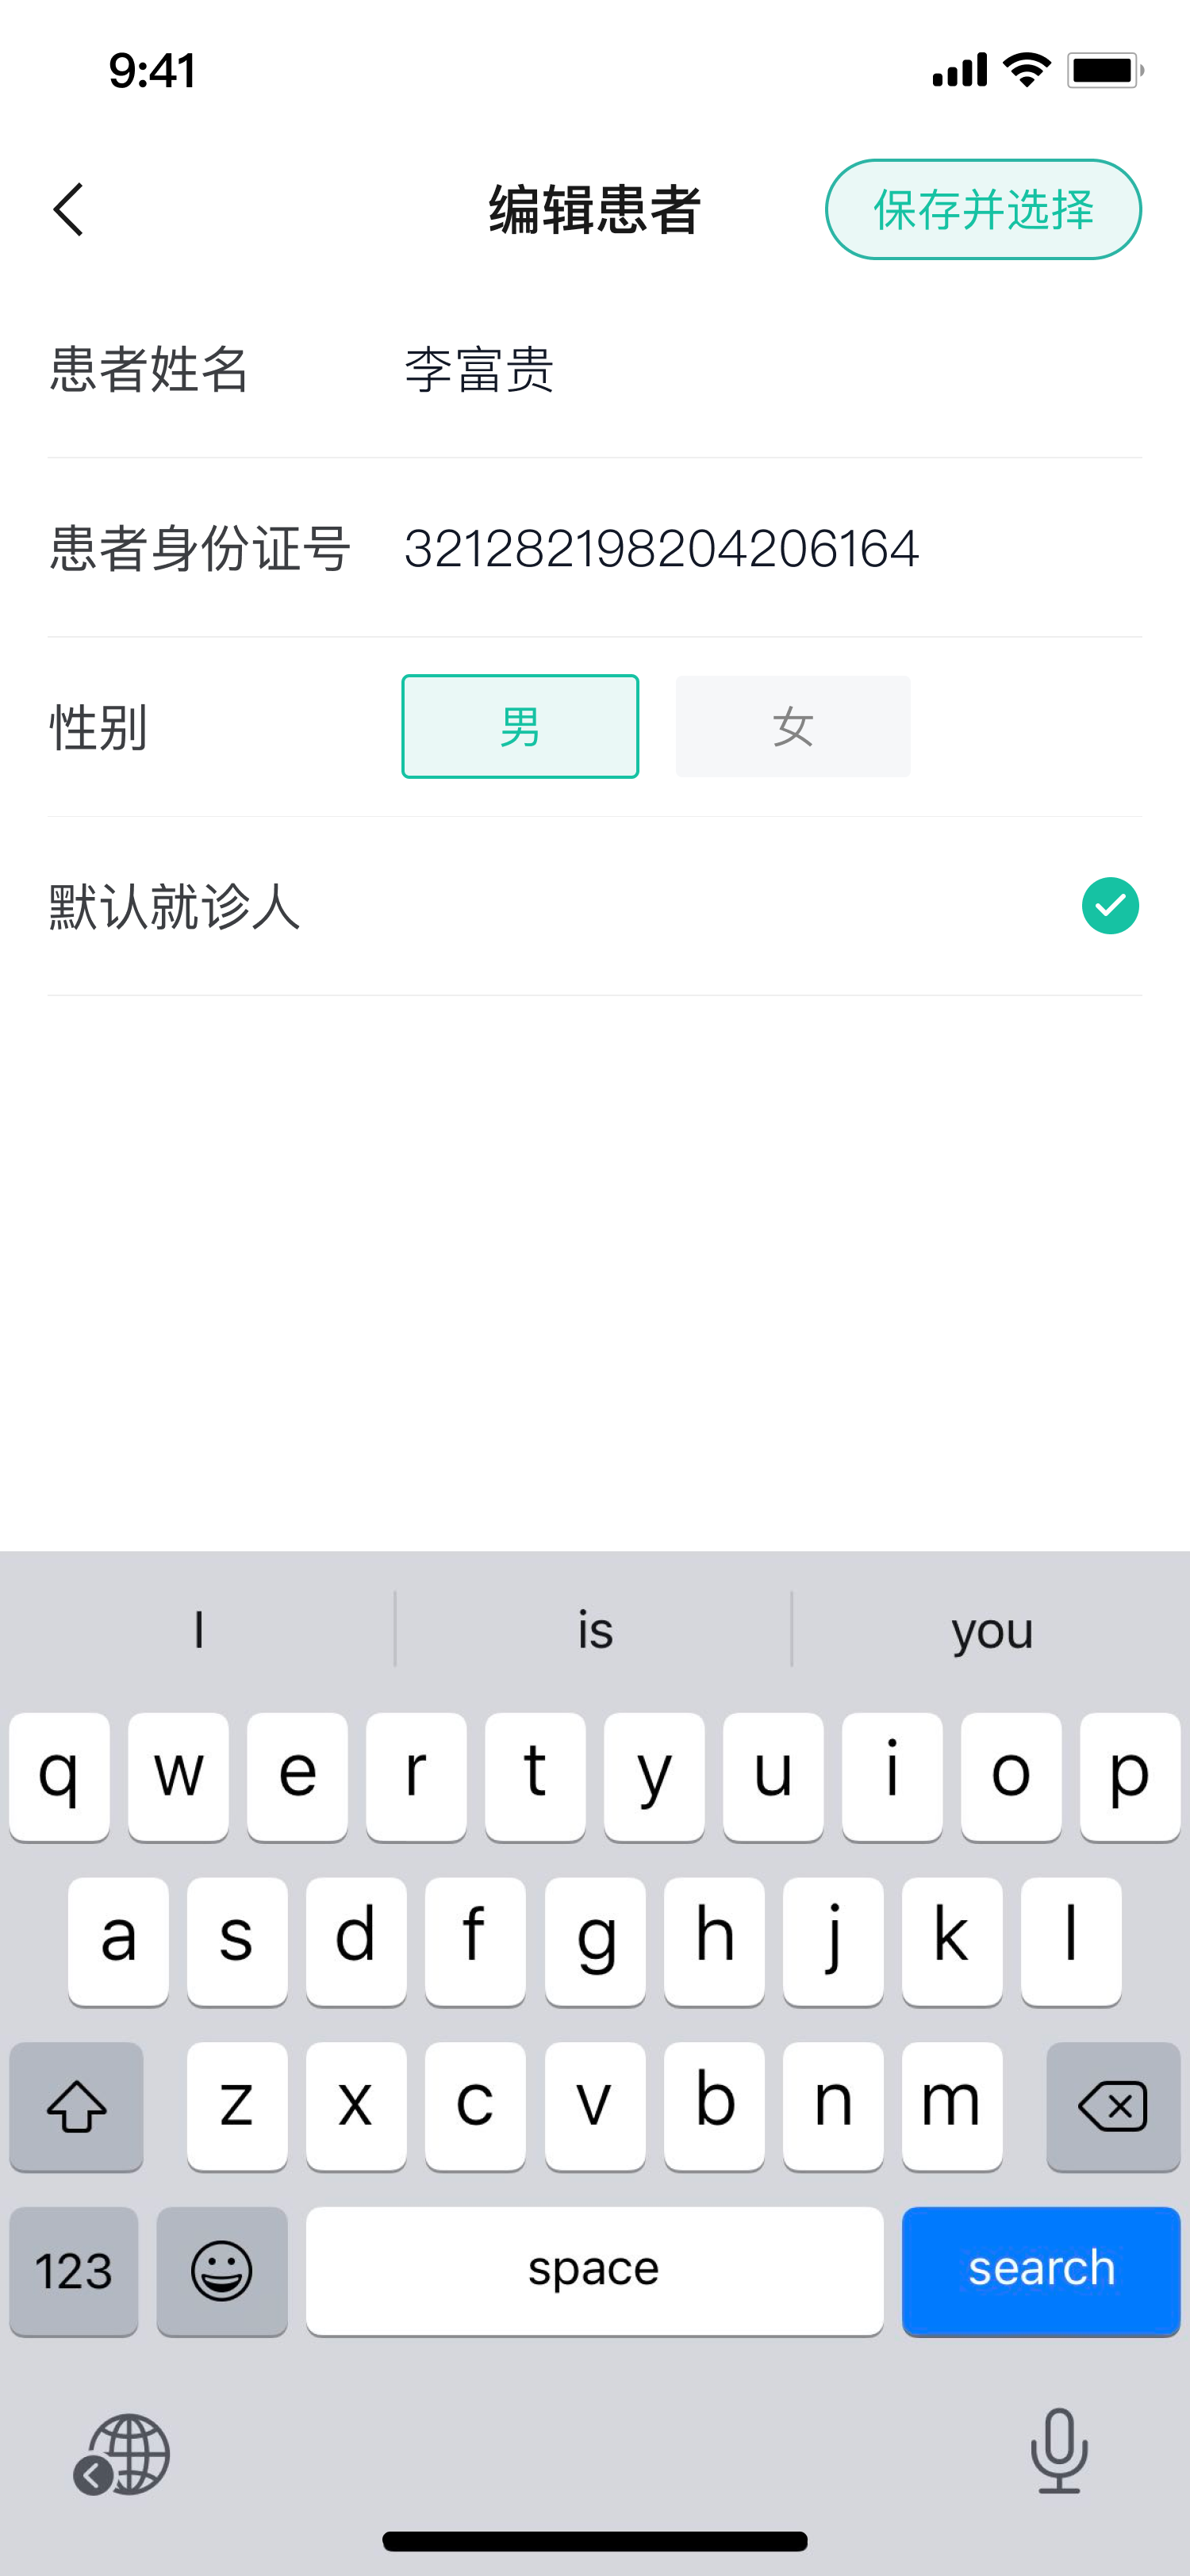 9:41
编辑患者
保存并选择
患者姓名 李富贵
患者身份证号 321282198204206164
性别 男 女
默认就诊人
I is you
q w e r t y u i o p
a s d f g h j k l
z x c v b n m
123 space search